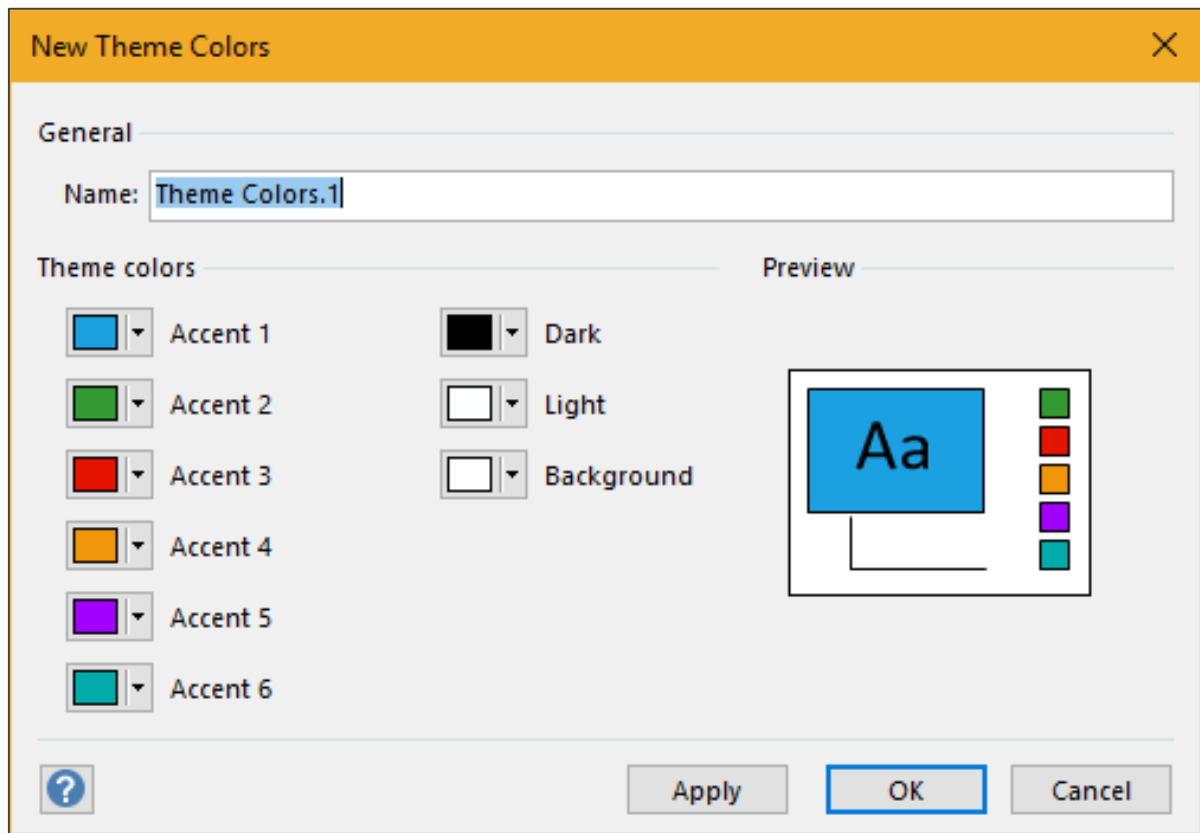 New Theme Colors
General
Name: Theme Colors.1
Theme colors
Preview
Accent 1
Dark
Accent 2
Light
Accent 3
Background
Accent 4
Accent 5
Accent 6
Aa
?
Apply
OK
Cancel